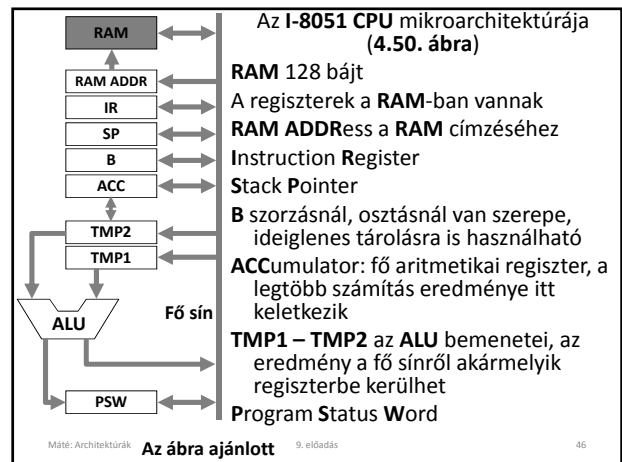 Az I-8051 CPU mikroarchitektúrája
(4.50. ábra)
RAM
RAM ADDR
IR
SP
B
ACC
TMP2
TMP1
ALU
Fő sín
PSW
RAM 128 bájt
A regiszterek a RAM-ban vannak
RAM ADDRess a RAM címzéséhez
Instruction Register
Stack Pointer
B szorzásnál, osztásnál van szerepe,
ideiglenes tárolásra is használható
ACCumulator: fő aritmetikai regiszter, a
legtöbb számítás eredménye itt
keletkezik
TMP1 – TMP2 az ALU bemenetei, az
eredmény a fő sínről akármelyik
regiszterbe kerülhet
Program Status Word
Máté: Architektúrák Az ábra ajánlott 9. előadás 46